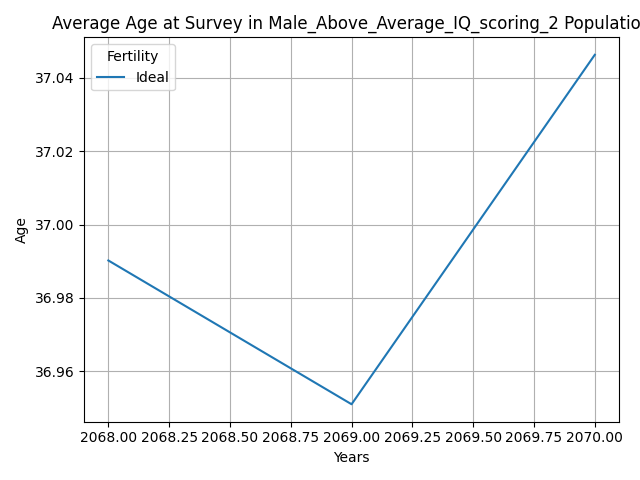 Average Age at Survey in Male_Above_Average_IQ_scoring_2 Populatio
Fertility
Ideal
37.04
37.02
37.00
36.98
36.96
Age
2068.00 2068.25 2068.50 2068.75 2069.00 2069.25 2069.50 2069.75 2070.00
Years